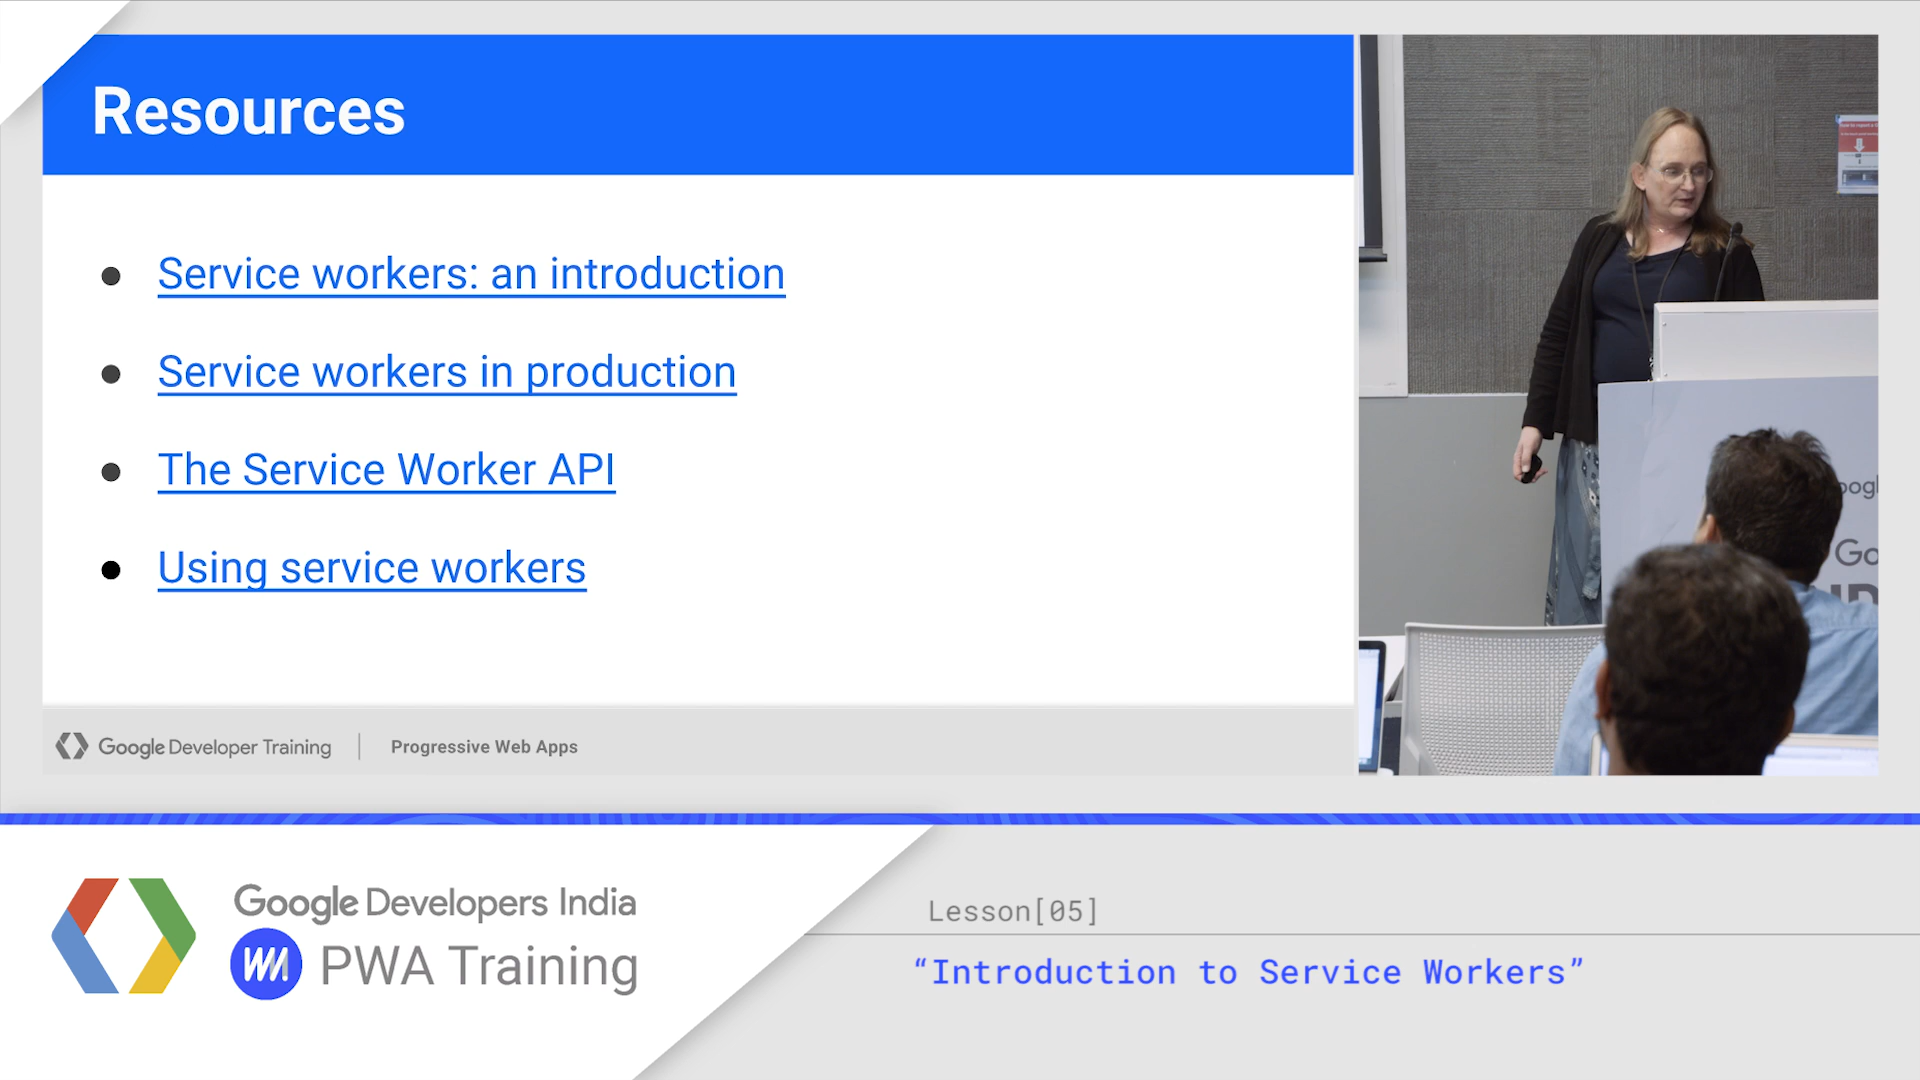 Resources
Service workers: an introduction
Service workers in production
The Service Worker API
Using service workers
Google Developer Training
Progressive Web Apps
Google Developers India
PWA Training
Lesson[05]
“Introduction to Service Workers”